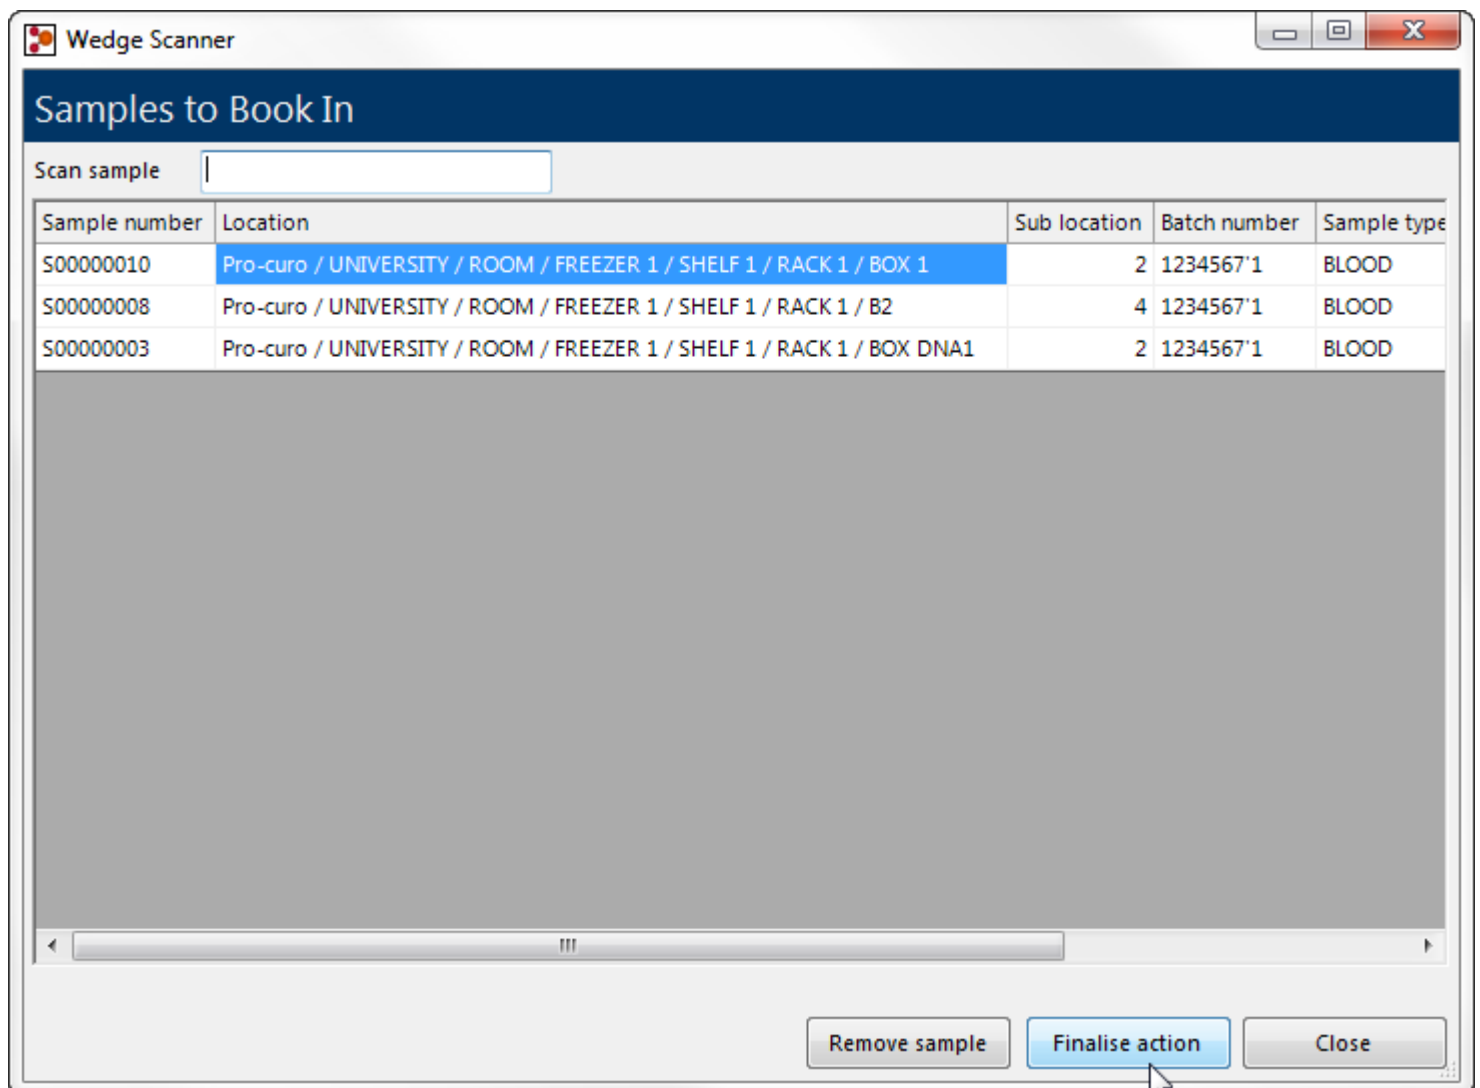 Wedge Scanner
Samples to Book In
Scan sample
Sample number Location Sub location Batch number Sample type
S00000010 Pro-curo / UNIVERSITY / ROOM / FREEZER 1 / SHELF 1 / RACK 1 / BOX 1 2 1234567'1 BLOOD
S00000008 Pro-curo / UNIVERSITY / ROOM / FREEZER 1 / SHELF 1 / RACK 1 / B2 4 1234567'1 BLOOD
S00000003 Pro-curo / UNIVERSITY / ROOM / FREEZER 1 / SHELF 1 / RACK 1 / BOX DNA1 2 1234567'1 BLOOD
Remove sample Finalise action Close